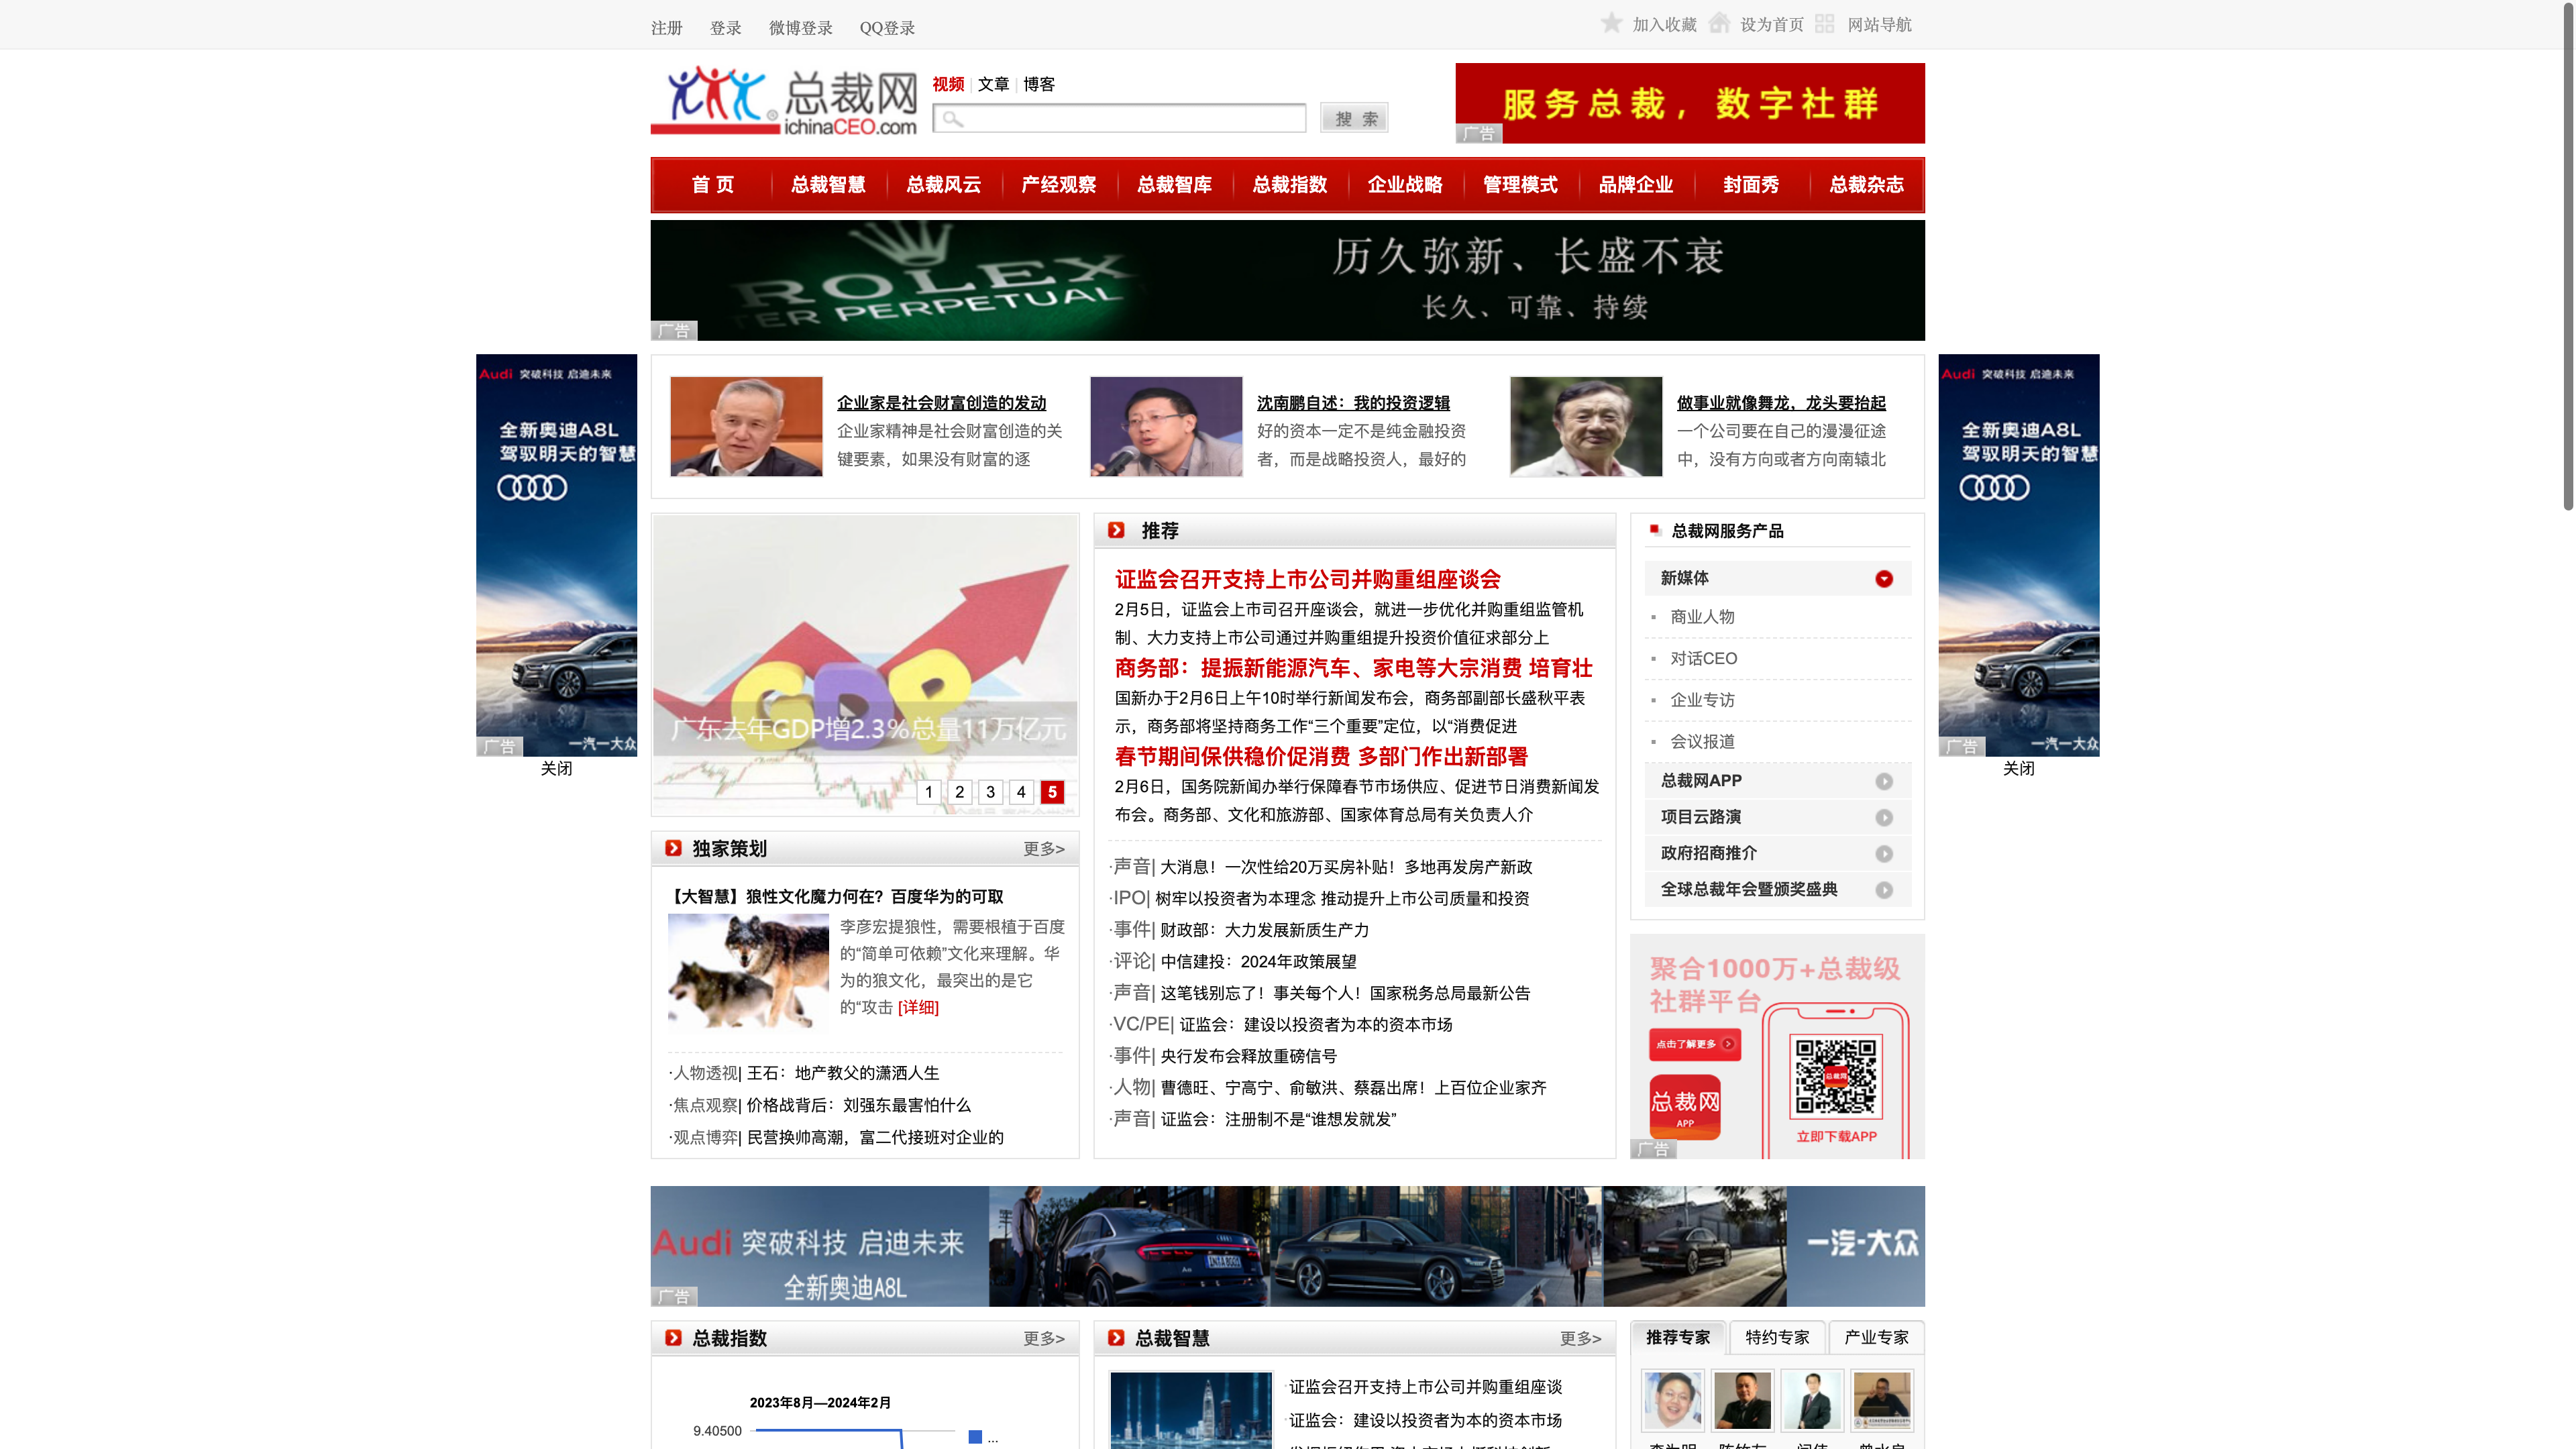 注册 登录 微博登录 QQ登录
加入收藏 设为首页 网站导航
总裁网
ichinaCEO.com
视频 | 文章 | 博客
搜 索
服务总裁，数字社群
广告
首 页 总裁智慧 总裁风云 产经观察 总裁智库 总裁指数 企业战略 管理模式 品牌企业 封面秀 总裁杂志
ROLEX
TER PERPETUAL
历久弥新、长盛不衰
长久、可靠、持续
广告
Audi 突破科技 启迪未来
全新奥迪A8L
驾驭明天的智慧
广告
一汽一大众
关闭
企业家是社会财富创造的发动
企业家精神是社会财富创造的关
键要素，如果没有财富的逐
沈南鹏自述：我的投资逻辑
好的资本一定不是纯金融投资
者，而是战略投资人，最好的
做事业就像舞龙，龙头要抬起
一个公司要在自己的漫漫征途
中，没有方向或者方向南辕北
Audi 突破科技 启迪未来
全新奥迪A8L
驾驭明天的智慧
广告
一汽一大众
关闭
GDP
广东去年GDP增2.3%总量11万亿元
1 2 3 4 5
独家策划
更多>
【大智慧】狼性文化魔力何在？百度华为的可取
李彦宏提狼性，需要根植于百度
的“简单可依赖”文化来理解。华
为的狼文化，最突出的是它
的“攻击 [详细]
·人物透视| 王石：地产教父的潇洒人生
·焦点观察| 价格战背后：刘强东最害怕什么
·观点博弈| 民营换帅高潮，富二代接班对企业的
推荐
证监会召开支持上市公司并购重组座谈会
2月5日，证监会上市司召开座谈会，就进一步优化并购重组监管机
制、大力支持上市公司通过并购重组提升投资价值征求部分上
商务部：提振新能源汽车、家电等大宗消费 培育壮
国新办于2月6日上午10时举行新闻发布会，商务部副部长盛秋平表
示，商务部将坚持商务工作“三个重要”定位，以“消费促进
春节期间保供稳价促消费 多部门作出新部署
2月6日，国务院新闻办举行保障春节市场供应、促进节日消费新闻发
布会。商务部、文化和旅游部、国家体育总局有关负责人介
·声音| 大消息！一次性给20万买房补贴！多地再发房产新政
·IPO| 树牢以投资者为本理念 推动提升上市公司质量和投资
·事件| 财政部：大力发展新质生产力
·评论| 中信建投：2024年政策展望
·声音| 这笔钱别忘了！事关每个人！国家税务总局最新公告
·VC/PE| 证监会：建设以投资者为本的资本市场
·事件| 央行发布会释放重磅信号
·人物| 曹德旺、宁高宁、俞敏洪、蔡磊出席！上百位企业家齐
·声音| 证监会：注册制不是“谁想发就发”
总裁网服务产品
新媒体
商业人物
对话CEO
企业专访
会议报道
总裁网APP
项目云路演
政府招商推介
全球总裁年会暨颁奖盛典
聚合1000万+总裁级
社群平台
点击了解更多
总裁网
总裁网
APP
立即下载APP
广告
Audi 突破科技 启迪未来
全新奥迪A8L
一汽-大众
广告
总裁指数
更多>
2023年8月—2024年2月
9.40500
...
总裁智慧
更多>
·证监会召开支持上市公司并购重组座谈
·证监会：建设以投资者为本的资本市场
推荐专家 特约专家 产业专家